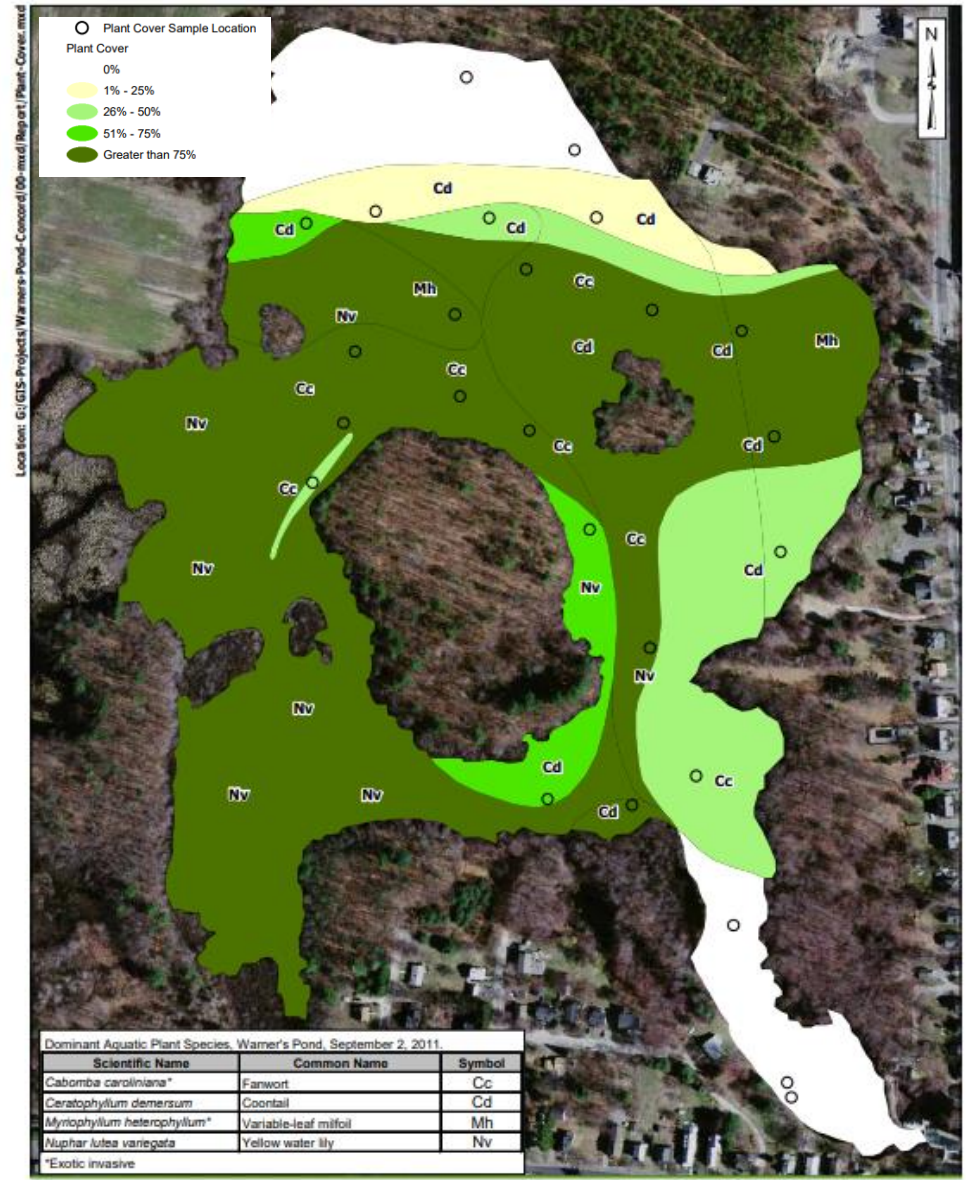 Location: G:/GIS-Projects/Warners-Pond-Concord/00-mxd/Report/Plant-Cover.mxd
Plant Cover Sample Location
Plant Cover
0%
1% - 25%
26% - 50%
51% - 75%
Greater than 75%
N
Cd
Cd
Cd
Cd
Cc
Mh
Nv
Cd
Cd
Mh
Cc
Cc
Nv
Cc
Cd
Cc
Cc
Nv
Cd
Nv
Nv
Nv
Cd
Cc
Nv
Nv
Cd
Dominant Aquatic Plant Species, Warner's Pond, September 2, 2011.
Scientific Name Common Name Symbol
Cabomba caroliniana* Fanwort Cc
Ceratophyllum demersum Coontail Cd
Myriophyllum heterophyllum* Variable-leaf milfoil Mh
Nuphar lutea variegata Yellow water lily Nv
*Exotic invasive